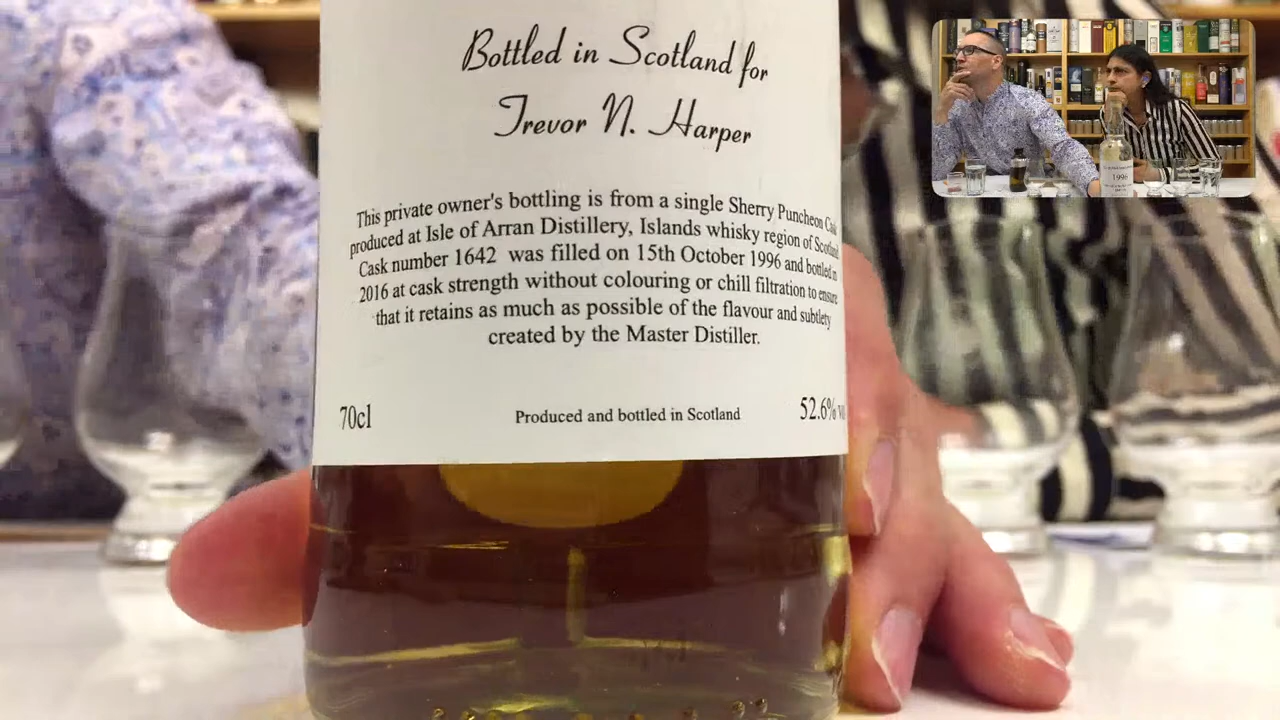 Bottled in Scotland for
Trevor N. Harper
This private owner's bottling is from a single Sherry Puncheon
produced at Isle of Arran Distillery, Islands whisky region of Scotland
Cask number 1642 was filled on 15th October 1996 and bottled in
2016 at cask strength without colouring or chill filtration to ensure
that it retains as much as possible of the flavour and subtlety
created by the Master Distiller.
70cl
Produced and bottled in Scotland
52.6%
1996